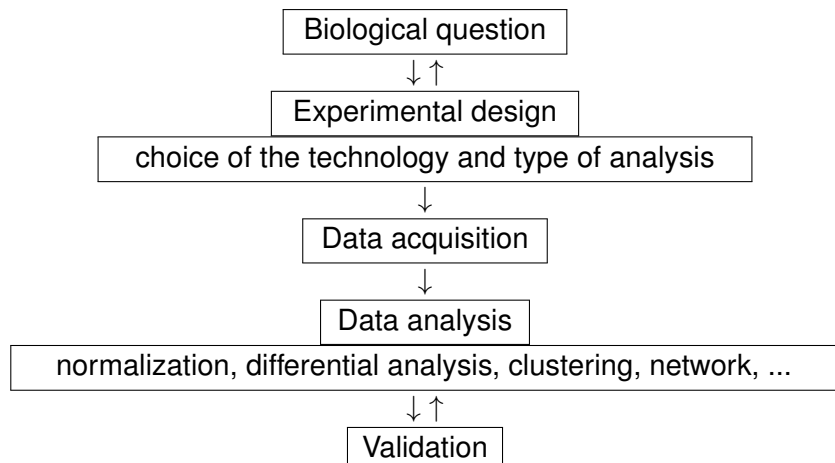 Biological question
↓↑
Experimental design
choice of the technology and type of analysis
↓
Data acquisition
↓
Data analysis
normalization, differential analysis, clustering, network, ...
↓↑
Validation